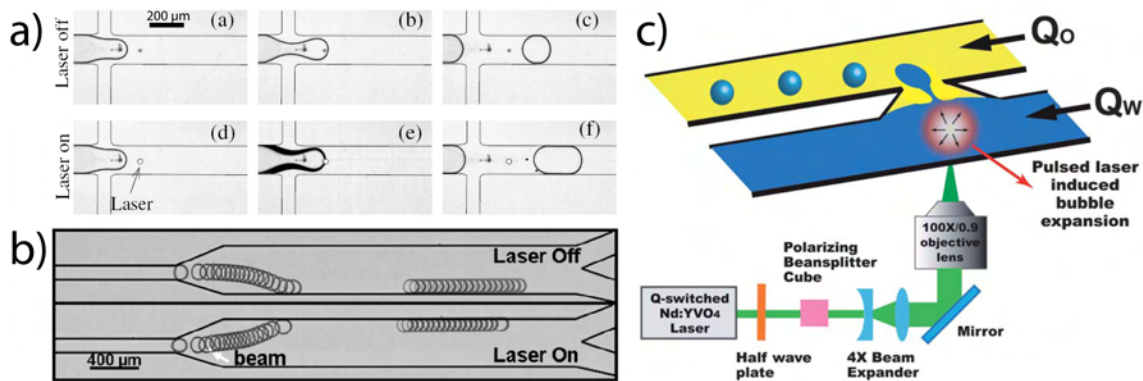 a)
200 µm
Laser off
(a)
(b)
(c)
Laser on
(d)
(e)
(f)
Laser
b)
Laser Off
Laser On
400 µm
beam
c)
QO
QW
Pulsed laser
induced
bubble
expansion
100X/0.9
objective
lens
Polarizing
Beamsplitter
Cube
Q-switched
Nd:YVO4
Laser
Half wave
plate
4X Beam
Expander
Mirror